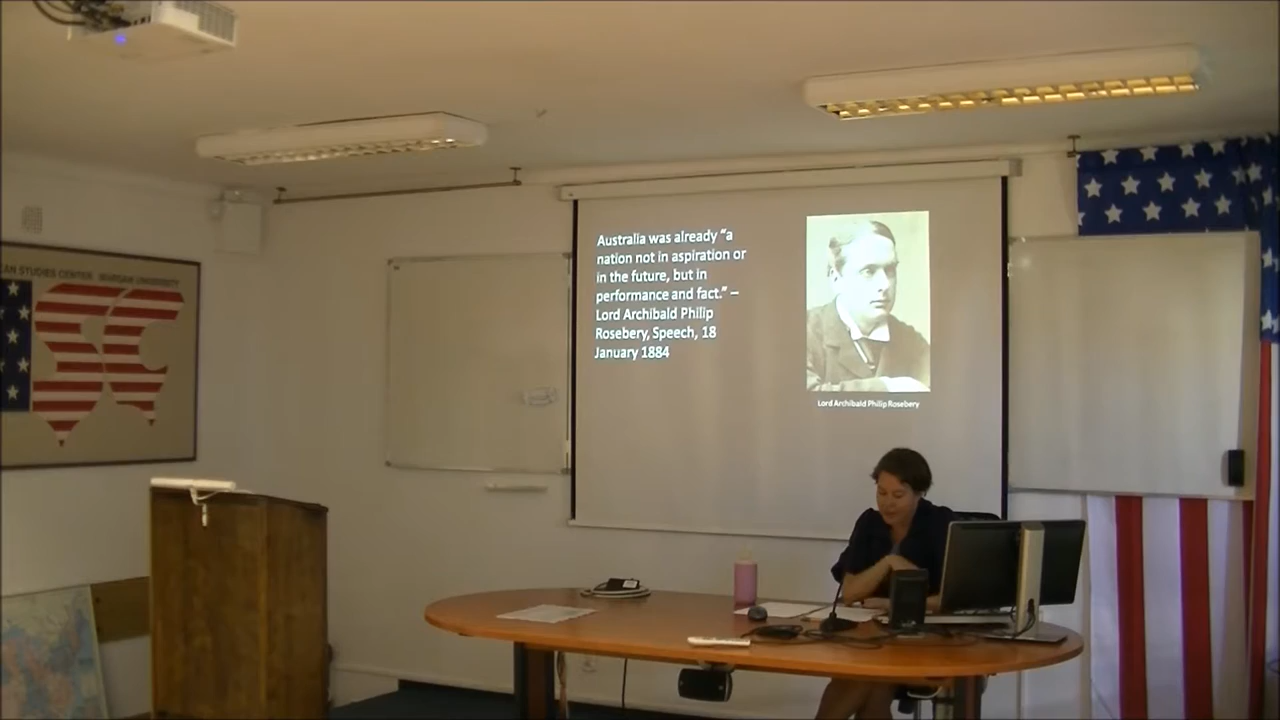 CAN STUDIES CENTER WARSAW UNIVERSITY
Australia was already “a
nation not in aspiration or
in the future, but in
performance and fact.” –
Lord Archibald Philip
Rosebery, Speech, 18
January 1884
Lord Archibald Philip Rosebery